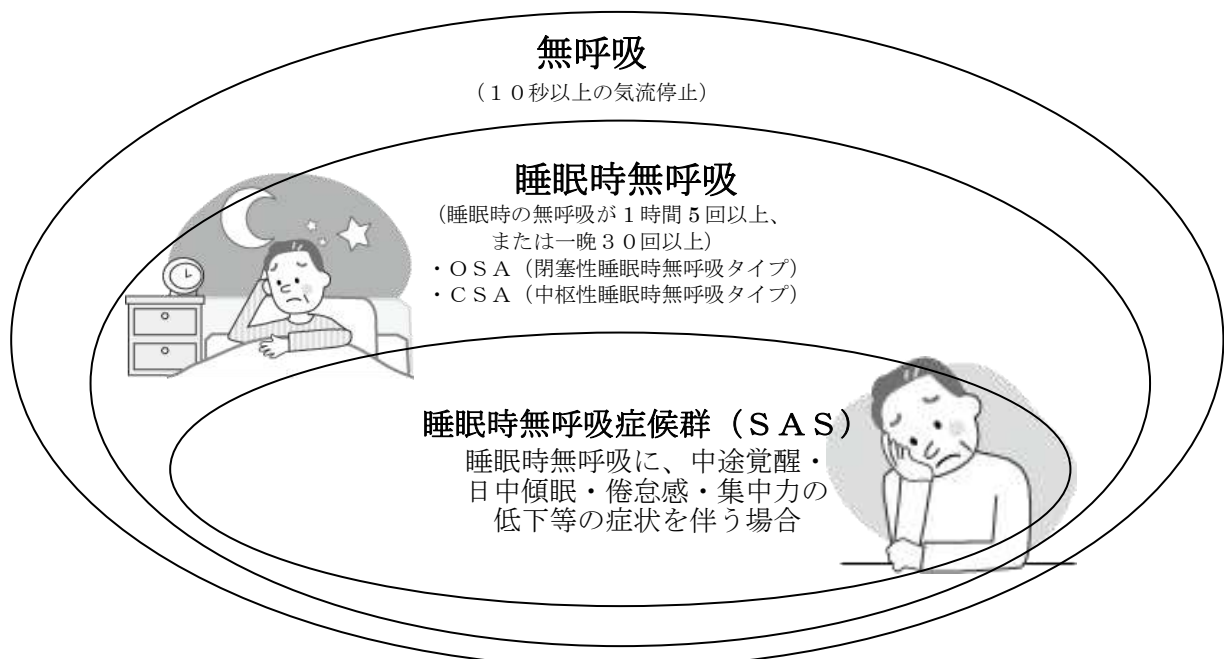 無呼吸
（１０秒以上の気流停止）
睡眠時無呼吸
（睡眠時の無呼吸が１時間５回以上、
または一晩３０回以上）
・ＯＳＡ（閉塞性睡眠時無呼吸タイプ）
・ＣＳＡ（中枢性睡眠時無呼吸タイプ）
睡眠時無呼吸症候群（ＳＡＳ）
睡眠時無呼吸に、中途覚醒・
日中傾眠・倦怠感・集中力の
低下等の症状を伴う場合